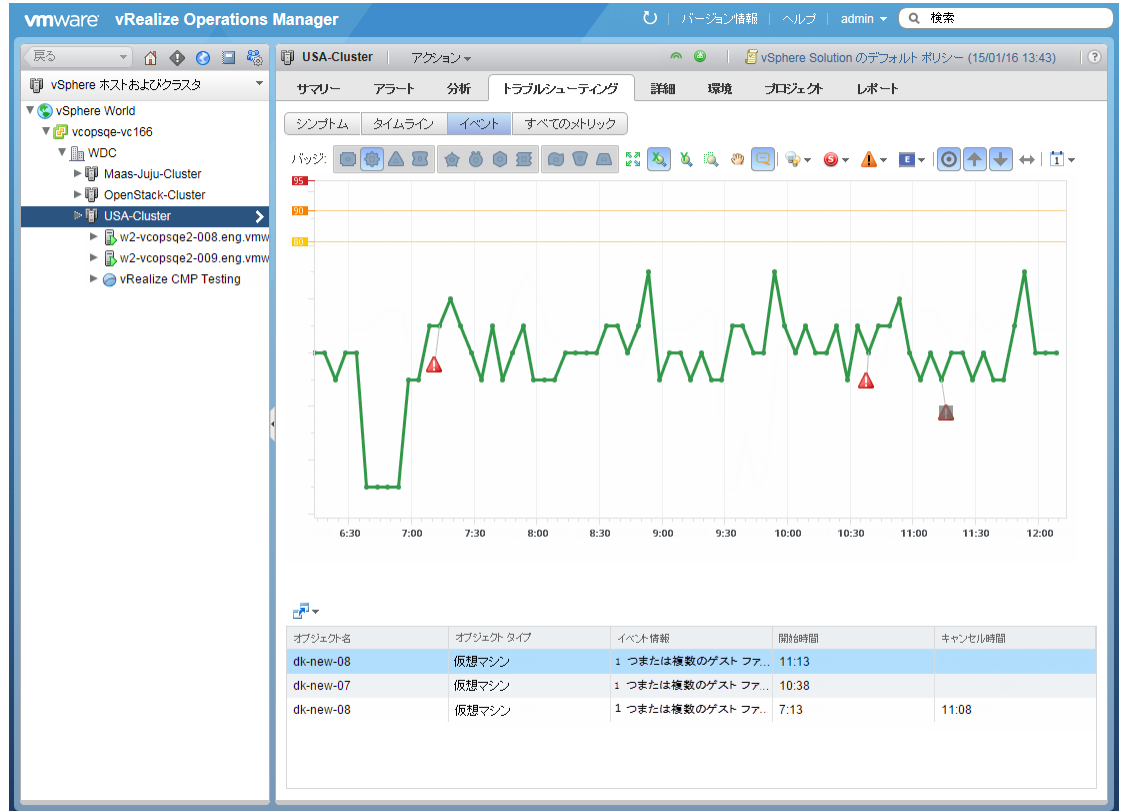 vmware vRealize Operations Manager
バージョン情報 ヘルプ admin 検索
戻る
USA-Cluster アクション
vSphere Solution のデフォルト ポリシー (15/01/16 13:43)
vSphere ホストおよびクラスタ
vSphere World
vcopsqe-vc166
WDC
Maas-Juju-Cluster
OpenStack-Cluster
USA-Cluster
w2-vcopsqe2-008.eng.vmw
w2-vcopsqe2-009.eng.vmw
vRealize CMP Testing
サマリー アラート 分析 トラブルシューティング 詳細 環境 プロジェクト レポート
シンプトム タイムライン イベント すべてのメトリック
バッジ: S E 1
95
90
80
6:30 7:00 7:30 8:00 8:30 9:00 9:30 10:00 10:30 11:00 11:30 12:00
オブジェクト名 オブジェクト タイプ イベント情報 開始時間 キャンセル時間
dk-new-08 仮想マシン 1 つまたは複数のゲスト ファ... 11:13
dk-new-07 仮想マシン 1 つまたは複数のゲスト ファ... 10:38
dk-new-08 仮想マシン 1 つまたは複数のゲスト ファ.. 7:13 11:08